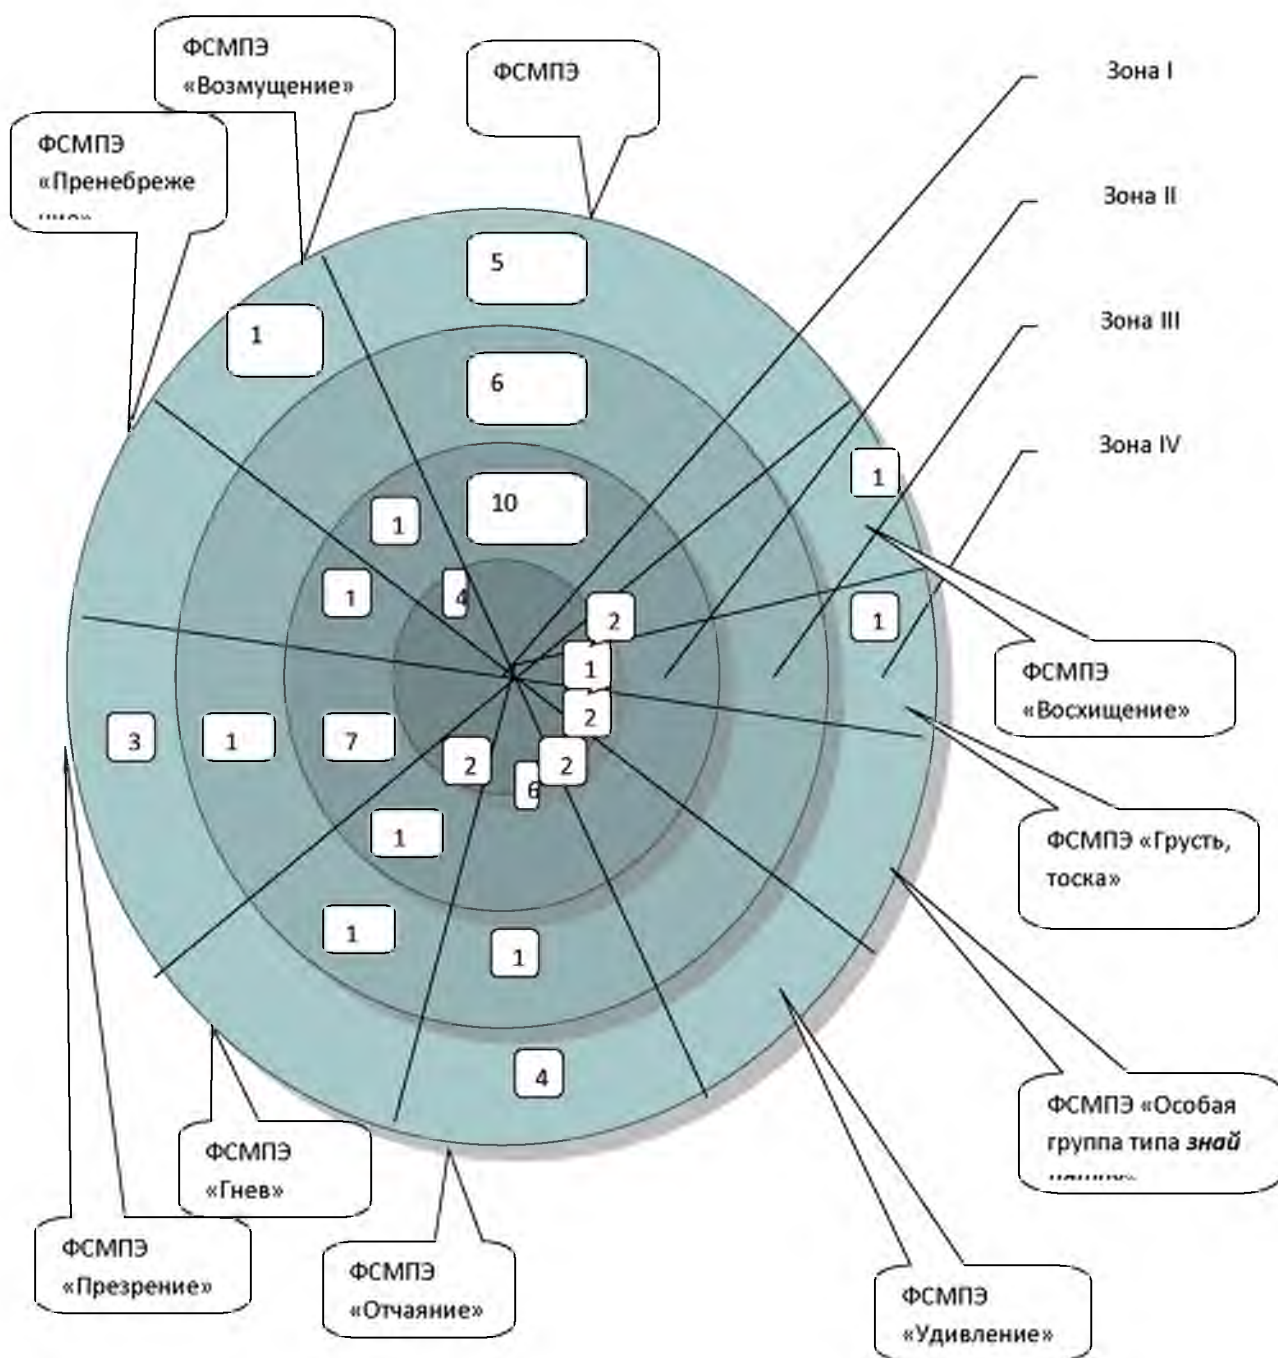 ФСМПЭ
«Возмущение»
ФСМПЭ
Зона I
ФСМПЭ
«Пренебреже
Зона II
5
1
Зона III
6
Зона IV
1
10
1
1
4
2
1
1
2
ФСМПЭ
«Восхищение»
3
1
7
2
2
6
1
ФСМПЭ «Грусть,
тоска»
1
1
4
ФСМПЭ «Особая
группа типа знай
ФСМПЭ
«Гнев»
ФСМПЭ
«Презрение»
ФСМПЭ
«Отчаяние»
ФСМПЭ
«Удивление»